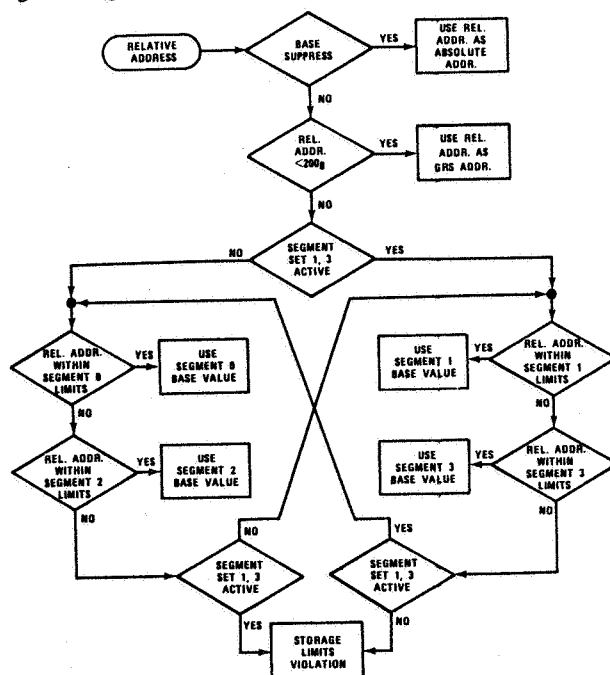 RELATIVE
ADDRESS
BASE
SUPPRESS
YES
USE REL.
ADDR. AS
ABSOLUTE
ADDR.
NO
REL.
ADDR.
<200₈
YES
USE REL.
ADDR. AS
GRS ADDR.
NO
NO
SEGMENT
SET 1, 3
ACTIVE
YES
REL. ADDR.
WITHIN
SEGMENT 0
LIMITS
YES
USE
SEGMENT 0
BASE VALUE
USE
SEGMENT 1
BASE VALUE
YES
REL. ADDR.
WITHIN
SEGMENT 1
LIMITS
NO
NO
REL. ADDR.
WITHIN
SEGMENT 2
LIMITS
YES
USE
SEGMENT 2
BASE VALUE
USE
SEGMENT 3
BASE VALUE
YES
REL. ADDR.
WITHIN
SEGMENT 3
LIMITS
NO
NO
YES
NO
SEGMENT
SET 1, 3
ACTIVE
SEGMENT
SET 1, 3
ACTIVE
YES
NO
STORAGE
LIMITS
VIOLATION